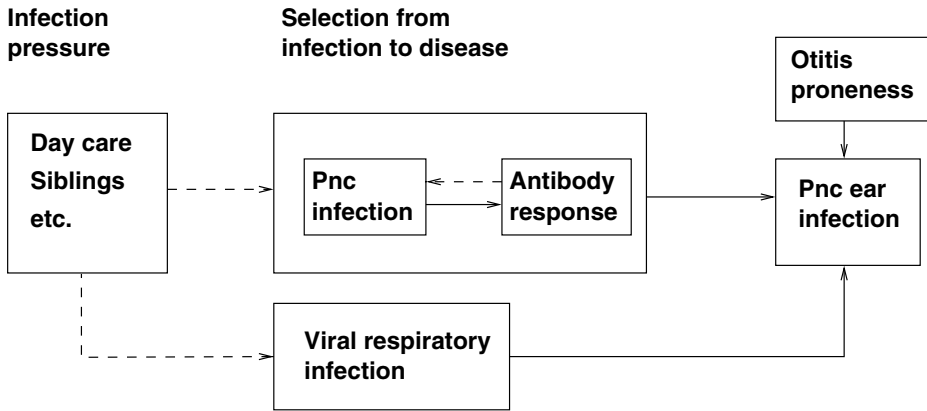 Infection
pressure
Selection from
infection to disease
Day care
Siblings
etc.
Pnc
infection
Antibody
response
Otitis
proneness
Pnc ear
infection
Viral respiratory
infection